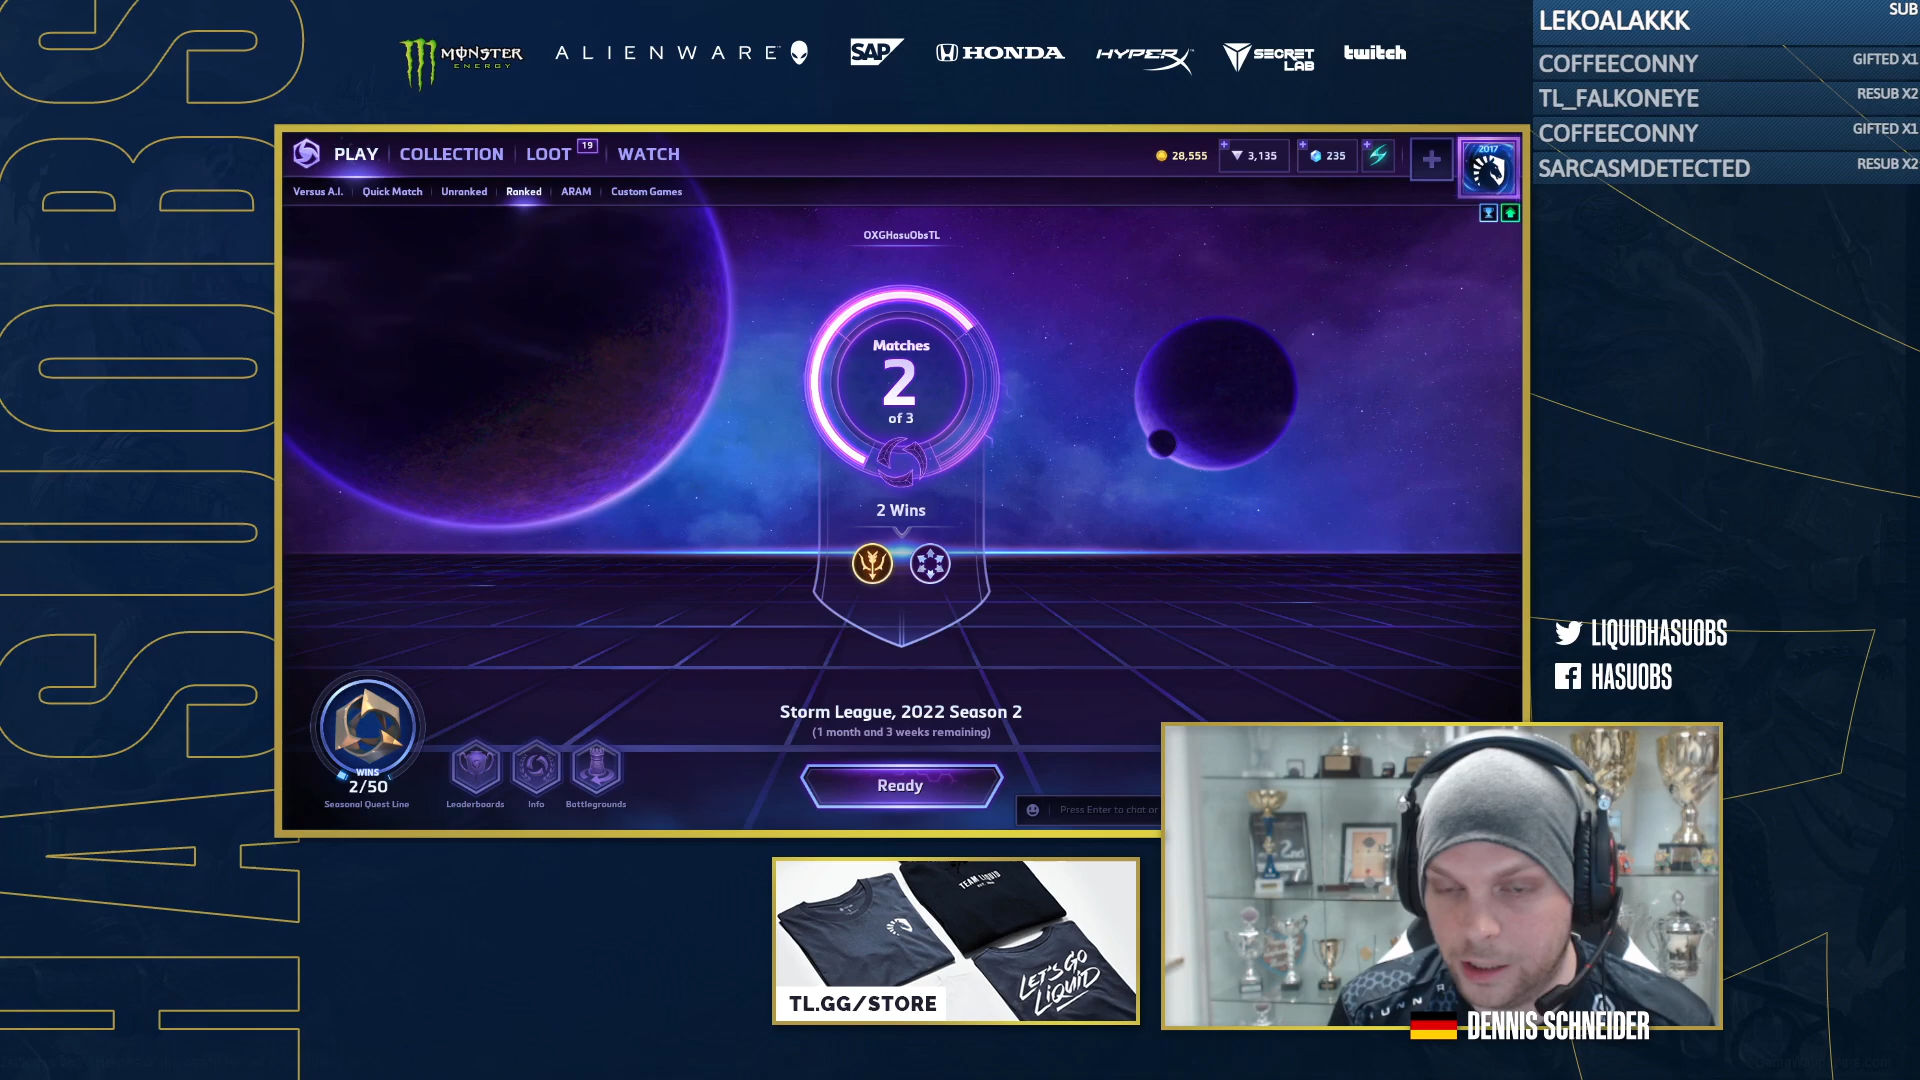 HASUOBS
MONSTER
ENERGY
ALIENWARE
SAP
HONDA
HYPERX
SECRET
LAB
twitch
LEKOALAKKK SUB
COFFEECONNY GIFTED X1
TL_FALKONEYE RESUB X2
COFFEECONNY GIFTED X1
SARCASMDETECTED RESUB X2
PLAY COLLECTION LOOT 19 WATCH
28,555 3,135 235
2017
Versus A.I. Quick Match Unranked Ranked ARAM Custom Games
OXGHasuObsTL
Matches
2
of 3
2 Wins
Storm League, 2022 Season 2
(1 month and 3 weeks remaining)
Ready
WINS
2/50
Seasonal Quest Line
Leaderboards Info Battlegrounds
Press Enter to chat or
LIQUIDHASUOBS
HASUOBS
2nd
TEAM LIQUID
LET'S GO
LIQUID
TL.GG/STORE
DENNIS SCHNEIDER